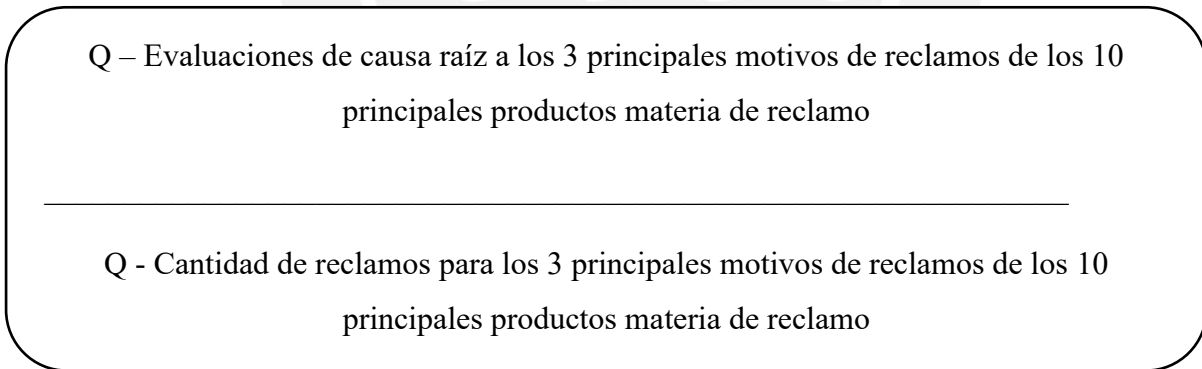 Q – Evaluaciones de causa raíz a los 3 principales motivos de reclamos de los 10
principales productos materia de reclamo
Q - Cantidad de reclamos para los 3 principales motivos de reclamos de los 10
principales productos materia de reclamo